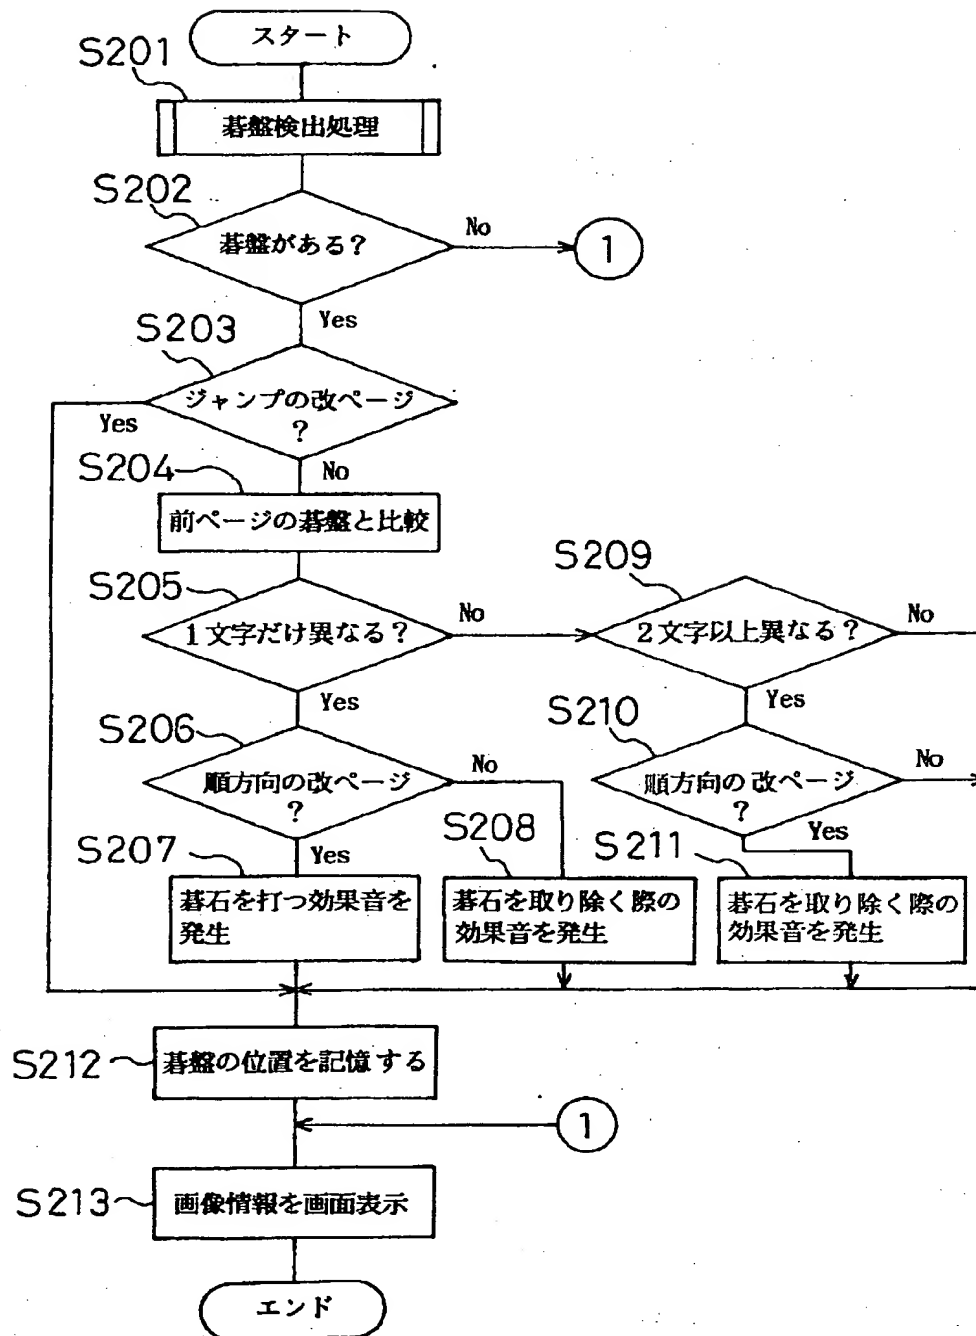 スタート
S201
碁盤検出処理
S202
碁盤がある?
No
1
Yes
S203
ジャンプの改ページ
?
Yes
No
S204
前ページの碁盤と比較
S205
1文字だけ異なる?
No
S209
2文字以上異なる?
No
Yes
Yes
S206
順方向の改ページ
?
No
S210
順方向の改ページ
?
No
Yes
Yes
S207
碁石を打つ効果音を
発生
S208
碁石を取り除く際の
効果音を発生
S211
碁石を取り除く際の
効果音を発生
S212
碁盤の位置を記憶する
1
S213
画像情報を画面表示
エンド